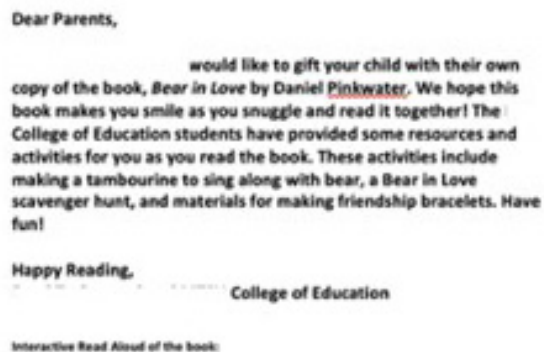 Dear Parents,
would like to gift your child with their own
copy of the book, Bear in Love by Daniel Pinkwater. We hope this
book makes you smile as you snuggle and read it together! The
College of Education students have provided some resources and
activities for you as you read the book. These activities include
making a tambourine to sing along with bear, a Bear in Love
scavenger hunt, and materials for making friendship bracelets. Have
fun!
Happy Reading,
College of Education
Interactive Read Aloud of the book: